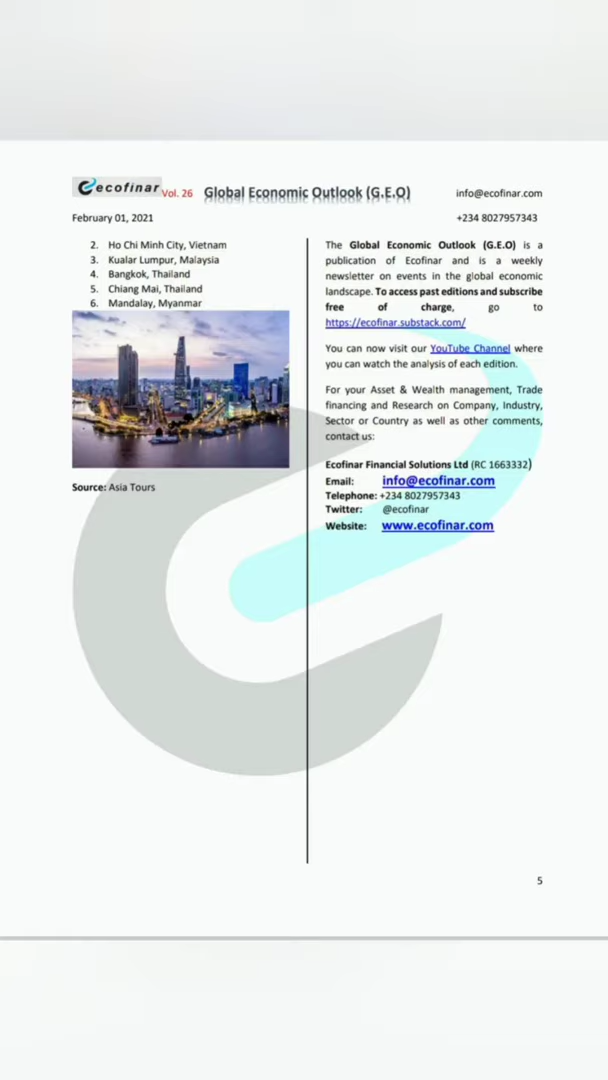 ecofinar Vol. 26 Global Economic Outlook (G.E.O) info@ecofinar.com
February 01, 2021 +234 8027957343
2. Ho Chi Minh City, Vietnam
3. Kualar Lumpur, Malaysia
4. Bangkok, Thailand
5. Chiang Mai, Thailand
6. Mandalay, Myanmar
Source: Asia Tours
The Global Economic Outlook (G.E.O) is a
publication of Ecofinar and is a weekly
newsletter on events in the global economic
landscape. To access past editions and subscribe
free of charge, go to
https://ecofinar.substack.com/
You can now visit our YouTube Channel where
you can watch the analysis of each edition.
For your Asset & Wealth management, Trade
financing and Research on Company, Industry,
Sector or Country as well as other comments,
contact us:
Ecofinar Financial Solutions Ltd (RC 1663332)
Email: info@ecofinar.com
Telephone: +234 8027957343
Twitter: @ecofinar
Website: www.ecofinar.com
5